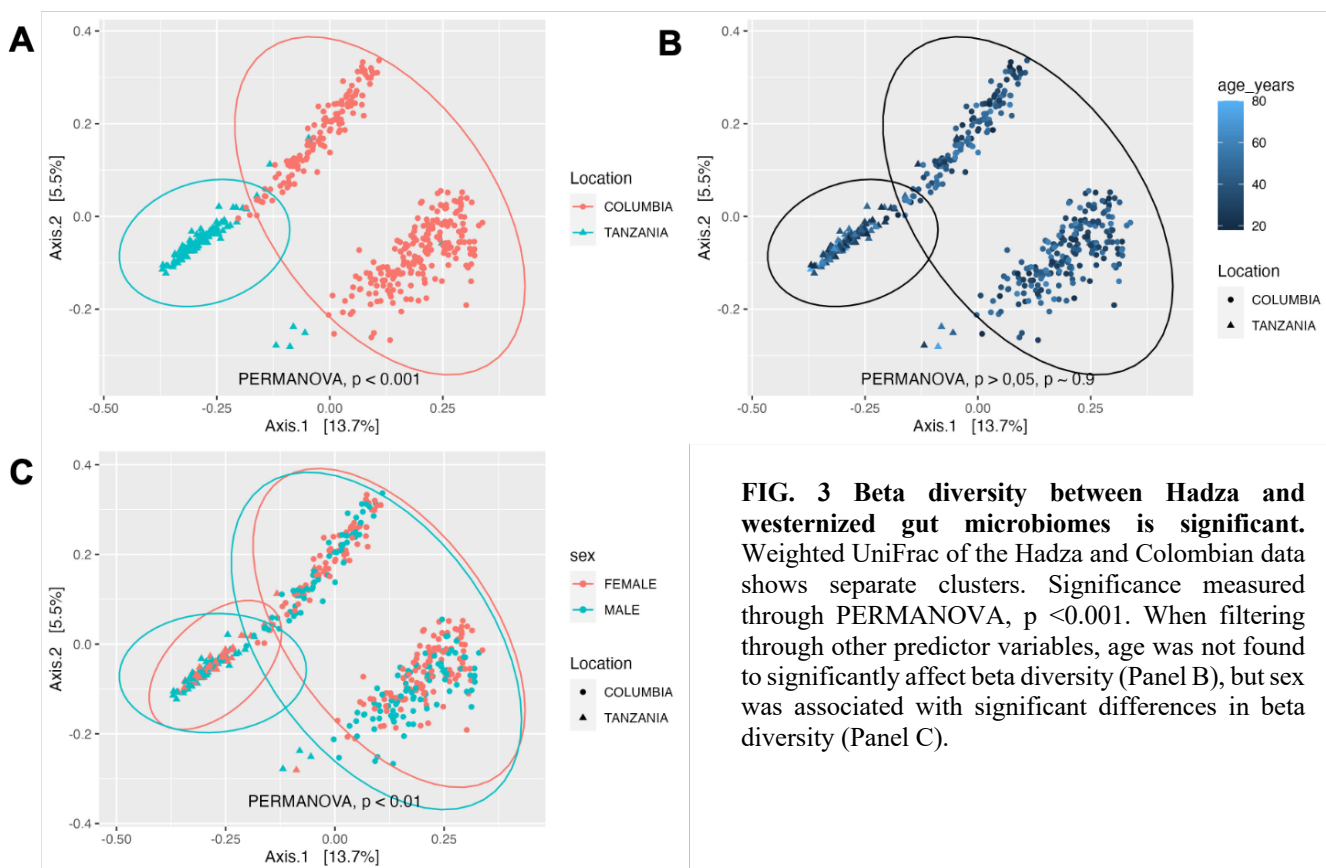 A
0.4
0.2
0.0
-0.2
Axis.2 [5.5%]
PERMANOVA, p < 0.001
-0.50
-0.25
0.00
0.25
Axis.1 [13.7%]
Location
COLUMBIA
TANZANIA
B
0.4
0.2
0.0
-0.2
Axis.2 [5.5%]
PERMANOVA, p > 0,05, p ~ 0.9
-0.50
-0.25
0.00
0.25
Axis.1 [13.7%]
age_years
80
60
40
20
Location
COLUMBIA
TANZANIA
C
0.4
0.2
0.0
-0.2
-0.4
Axis.2 [5.5%]
PERMANOVA, p < 0.01
-0.50
-0.25
0.00
0.25
Axis.1 [13.7%]
sex
FEMALE
MALE
Location
COLUMBIA
TANZANIA
FIG. 3 Beta diversity between Hadza and
westernized gut microbiomes is significant.
Weighted UniFrac of the Hadza and Colombian data
shows separate clusters. Significance measured
through PERMANOVA, p <0.001. When filtering
through other predictor variables, age was not found
to significantly affect beta diversity (Panel B), but sex
was associated with significant differences in beta
diversity (Panel C).